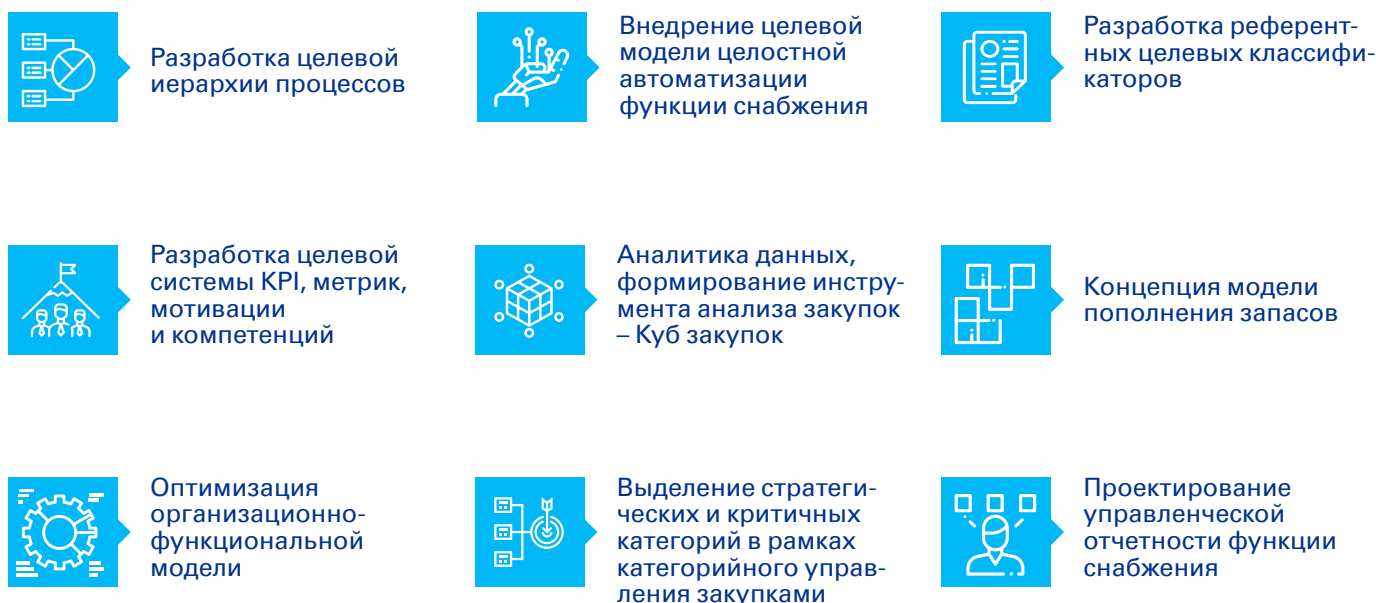 Разработка целевой
иерархии процессов
Внедрение целевой
модели целостной
автоматизации
функции снабжения
Разработка референт-
ных целевых классифи-
каторов
Разработка целевой
системы KPI, метрик,
мотивации
и компетенций
Аналитика данных,
формирование инстру-
мента анализа закупок
– Куб закупок
Концепция модели
пополнения запасов
Оптимизация
организационно-
функциональной
модели
Выделение стратеги-
ческих и критичных
категорий в рамках
категорийного управ-
ления закупками
Проектирование
управленческой
отчетности функции
снабжения